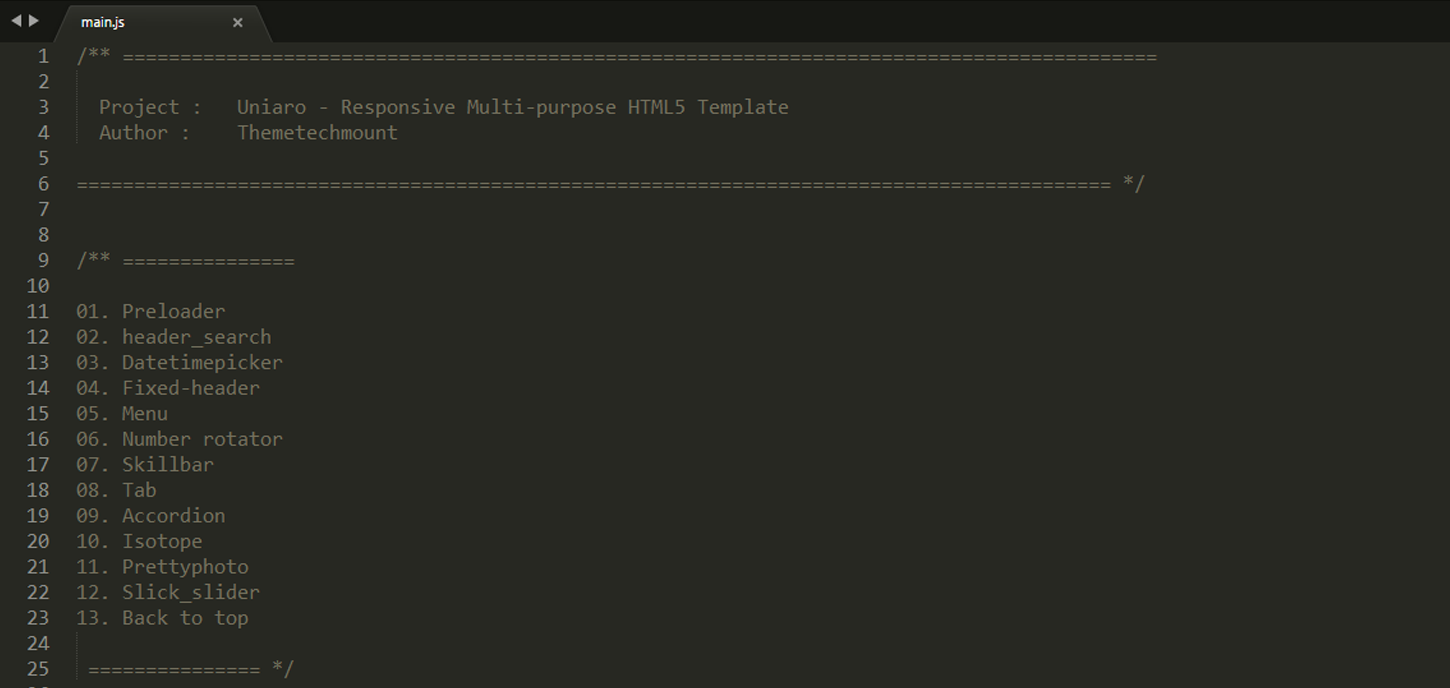 main.js ×
1 /** ==========================================================================================
2
3 Project : Uniaro - Responsive Multi-purpose HTML5 Template
4 Author : Themetechmount
5
6 ========================================================================================== */
7
8
9 /** ===============
10
11 01. Preloader
12 02. header_search
13 03. Datetimepicker
14 04. Fixed-header
15 05. Menu
16 06. Number rotator
17 07. Skillbar
18 08. Tab
19 09. Accordion
20 10. Isotope
21 11. Prettyphoto
22 12. Slick_slider
23 13. Back to top
24
25 =============== */